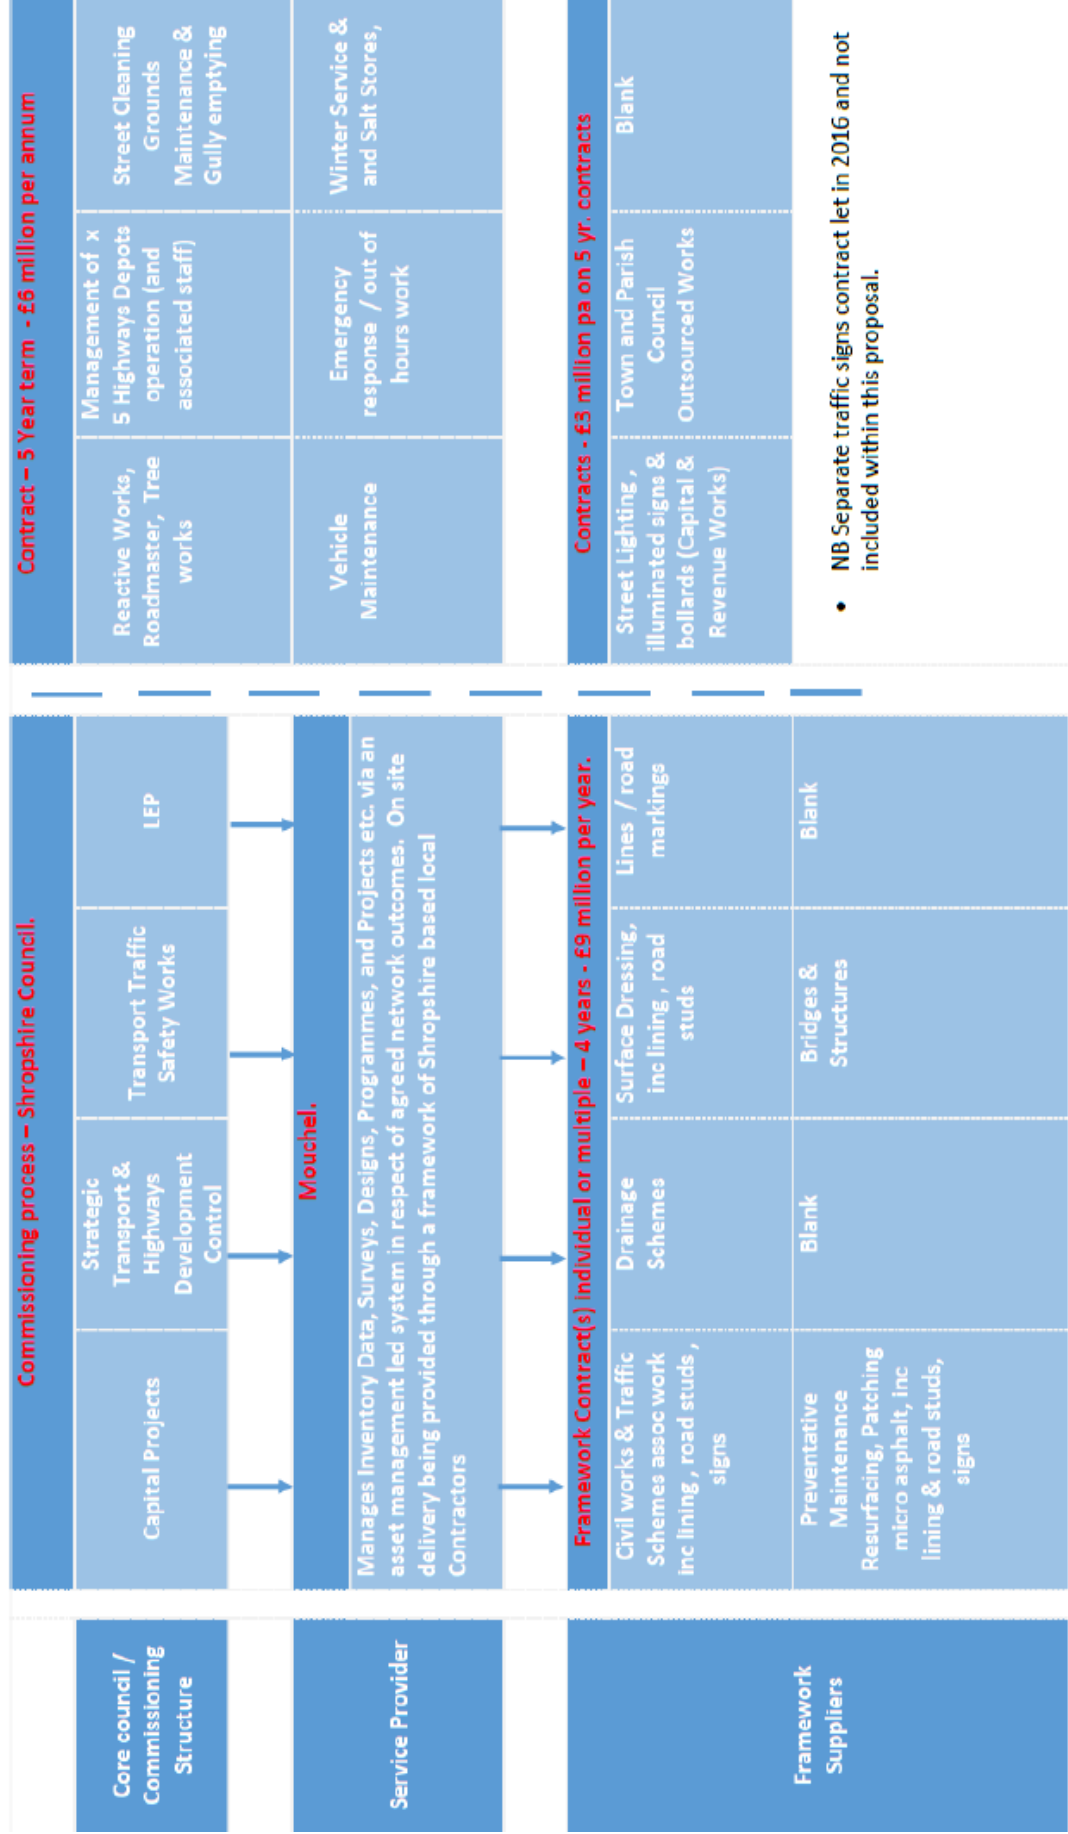 Commissioning process – Shropshire Council.
Contract – 5 Year term - £6 million per annum
Core council /
Commissioning
Structure
Capital Projects
Strategic
Transport &
Highways
Development
Control
Transport Traffic
Safety Works
LEP
Reactive Works,
Roadmaster, Tree
works
Management of x
5 Highways Depots
operation (and
associated staff)
Street Cleaning
Grounds
Maintenance &
Gully emptying
Service Provider
Mouchel.
Manages Inventory Data, Surveys, Designs, Programmes, and Projects etc. via an
asset management led system in respect of agreed network outcomes. On site
delivery being provided through a framework of Shropshire based local
Contractors
Vehicle
Maintenance
Emergency
response / out of
hours work
Winter Service &
and Salt Stores,
Framework
Suppliers
Framework Contract(s) individual or multiple – 4 years - £9 million per year.
Civil works & Traffic
Schemes assoc work
inc lining , road studs ,
signs
Drainage
Schemes
Surface Dressing,
inc lining , road
studs
Lines / road
markings
Preventative
Maintenance
Resurfacing, Patching
micro asphalt, inc
lining & road studs,
signs
Blank
Bridges &
Structures
Blank
Contracts - £3 million pa on 5 yr. contracts
Street Lighting ,
illuminated signs &
bollards (Capital &
Revenue Works)
Town and Parish
Council
Outsourced Works
Blank
• NB Separate traffic signs contract let in 2016 and not
included within this proposal.